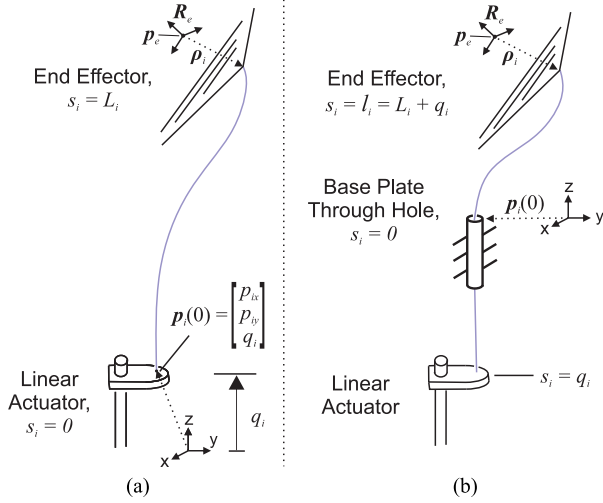 R_e
p_e
ρ_i
End Effector,
s_i = L_i
p_i(0) = [p_ix p_iy q_i]
Linear
Actuator,
s_i = 0
q_i
z
y
x
(a)
R_e
p_e
ρ_i
End Effector,
s_i = l_i = L_i + q_i
Base Plate
Through Hole,
s_i = 0
p_i(0)
z
y
x
Linear
Actuator
s_i = q_i
(b)